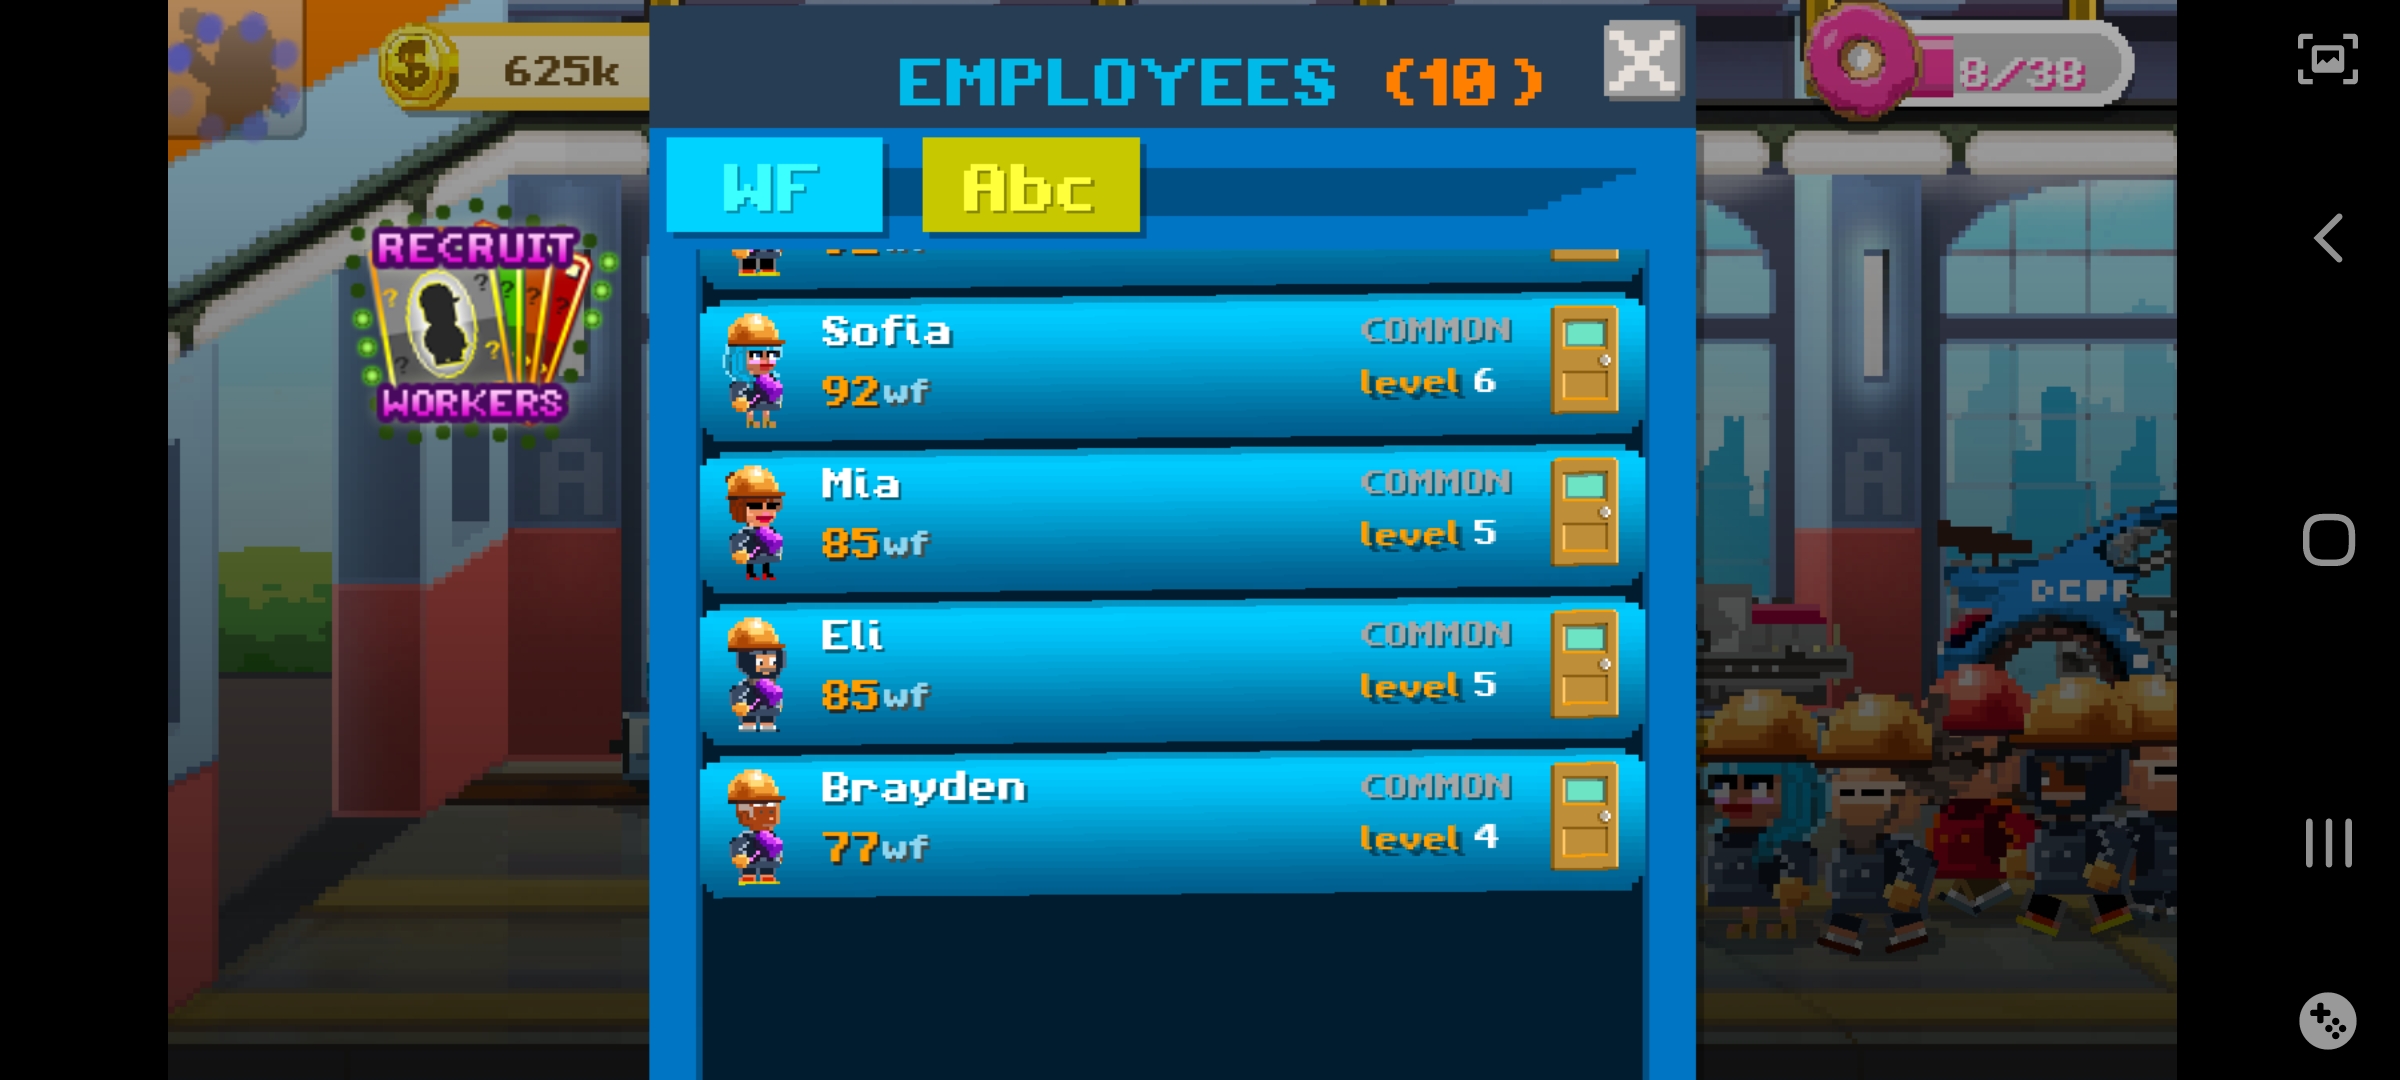 625k
EMPLOYEES (10)
8/38
WF
Abc
RECRUIT
WORKERS
Sofia
COMMON
92wf
level 6
Mia
COMMON
85wf
level 5
Eli
COMMON
85wf
level 5
Brayden
COMMON
77wf
level 4
A
A